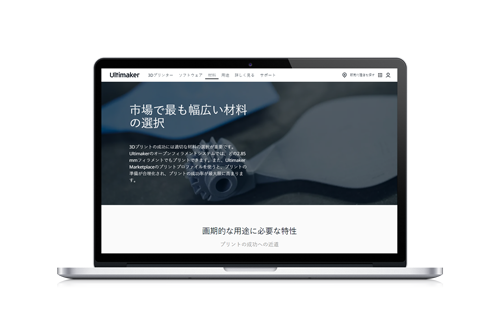 Ultimaker
3Dプリンター ソフトウェア 材料 用途 詳しく見る サポート
市場で最も幅広い材料
の選択
3Dプリントの成功には適切な材料の選択が重要です。
Ultimakerのオープンフィラメントシステムでは、どの2.85
mmフィラメントでもプリントできます。また、Ultimaker
Marketplaceのプリントプロファイルを使うと、プリントの
準備が合理化され、プリントの成功率が最大限に高まりま
す。
画期的な用途に必要な特性
プリントの成功への近道